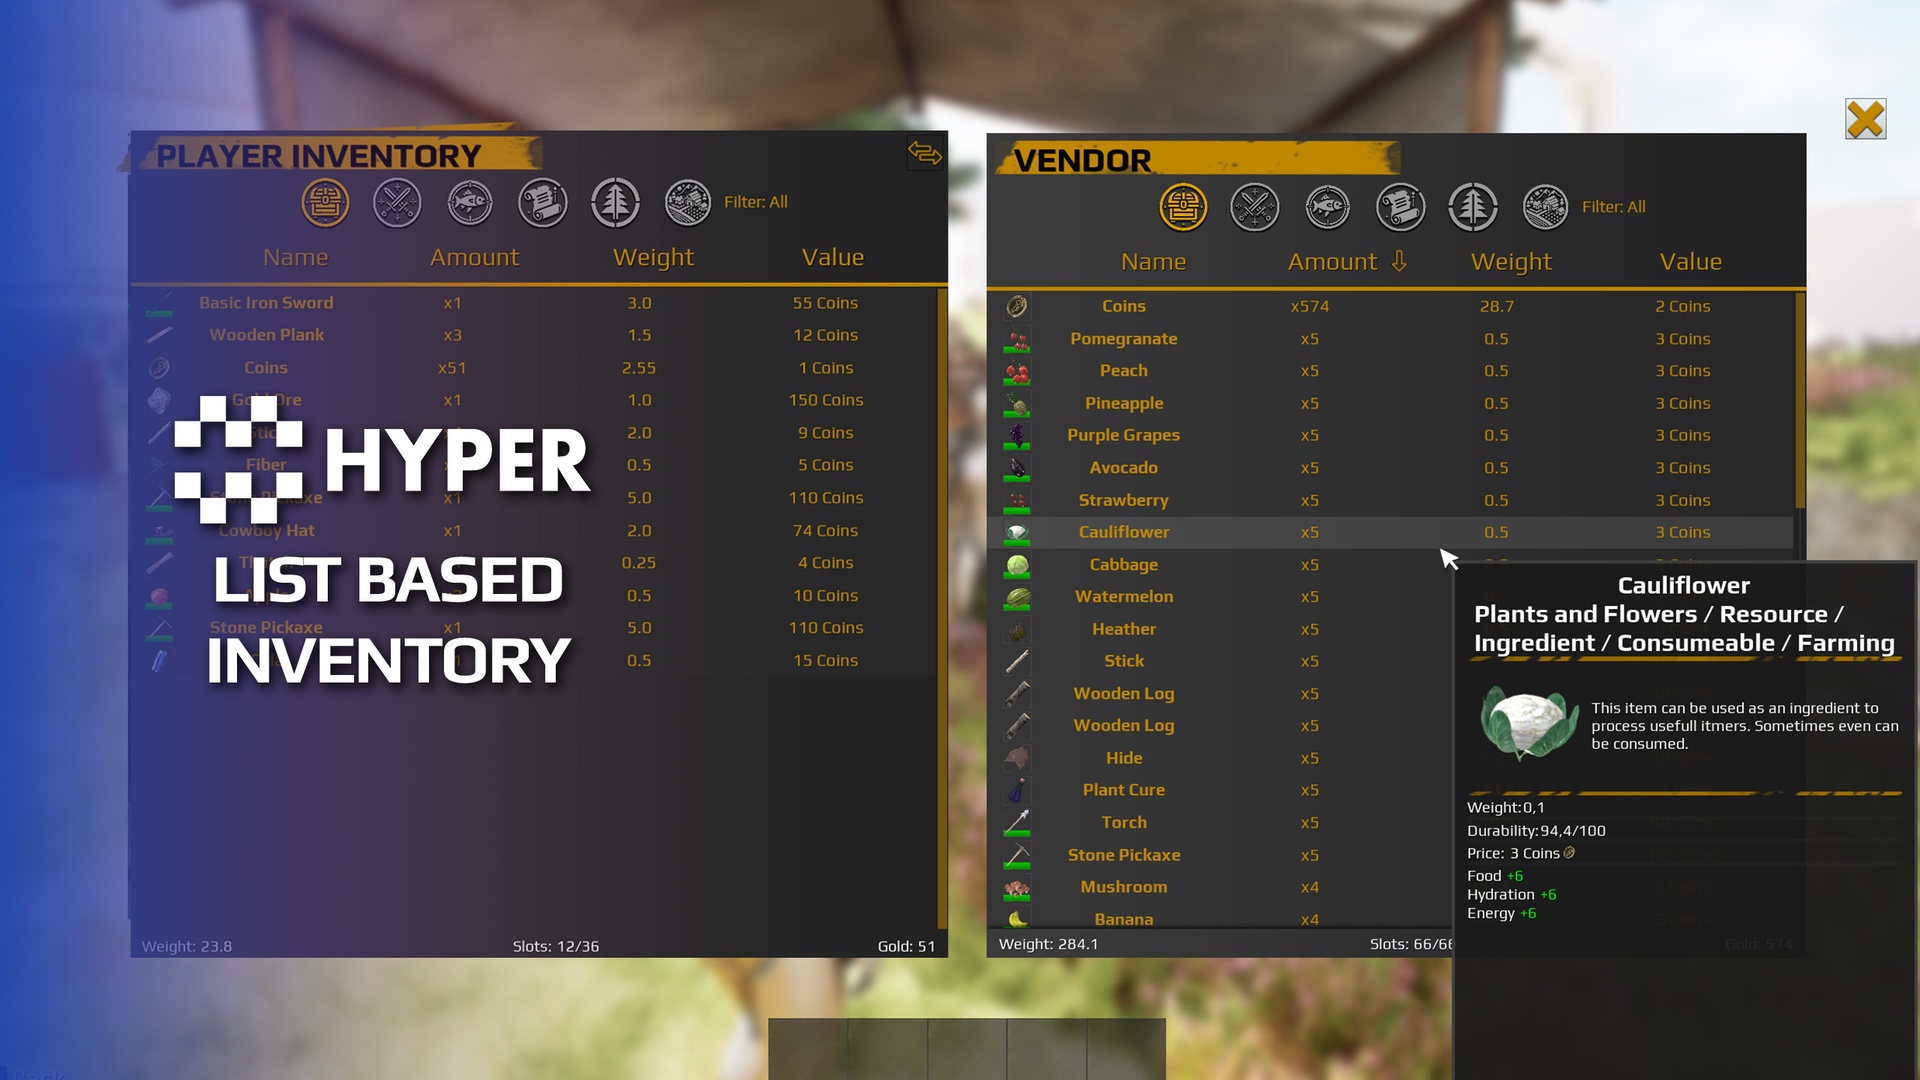 PLAYER INVENTORY
Filter: All
Name Amount Weight Value
Basic Iron Sword x1 3.0 55 Coins
Wooden Plank x3 1.5 12 Coins
Coins x51 2.55 1 Coins
Gold Ore x1 1.0 150 Coins
2.0 9 Coins
Fiber 0.5 5 Coins
Stone Pickaxe x1 5.0 110 Coins
Cowboy Hat x1 2.0 74 Coins
0.25 4 Coins
0.5 10 Coins
Stone Pickaxe x1 5.0 110 Coins
0.5 15 Coins
Weight: 23.8 Slots: 12/36 Gold: 51
HYPER
LIST BASED
INVENTORY
VENDOR
Filter: All
Name Amount Weight Value
Coins x574 28.7 2 Coins
Pomegranate x5 0.5 3 Coins
Peach x5 0.5 3 Coins
Pineapple x5 0.5 3 Coins
Purple Grapes x5 0.5 3 Coins
Avocado x5 0.5 3 Coins
Strawberry x5 0.5 3 Coins
Cauliflower x5 0.5 3 Coins
Cabbage x5
Watermelon x5
Heather x5
Stick x5
Wooden Log x5
Wooden Log x5
Hide x5
Plant Cure x5
Torch x5
Stone Pickaxe x5
Mushroom x4
Banana x4
Weight: 284.1 Slots: 66/66 Gold: 574
Cauliflower
Plants and Flowers / Resource /
Ingredient / Consumeable / Farming
This item can be used as an ingredient to
process usefull itmers. Sometimes even can
be consumed.
Weight:0,1
Durability:94,4/100
Price: 3 Coins
Food +6
Hydration +6
Energy +6